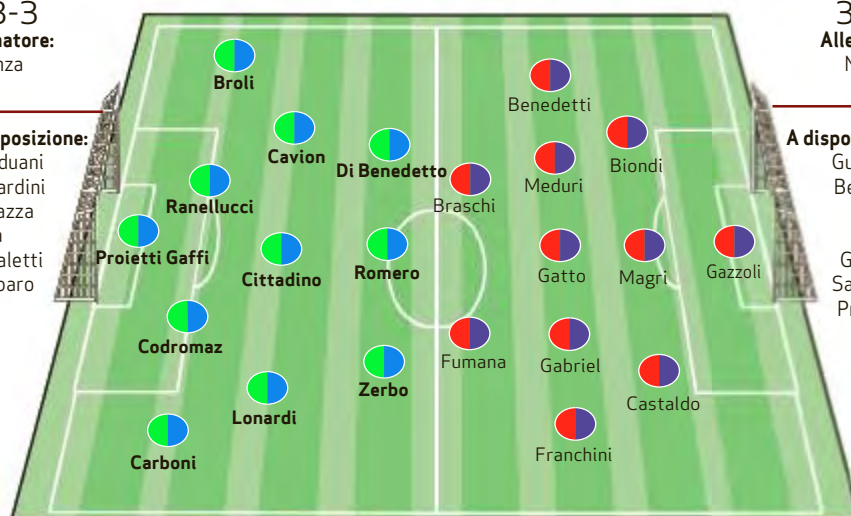 3-3
natore:
nza
posizione:
duani
ardini
azza
a
aletti
paro
Broli
Cavion
Di Benedetto
Ranellucci
Proietti Gaffi
Cittadino
Romero
Codromaz
Lonardi
Zerbo
Carboni
Benedetti
Biondi
Meduri
Braschi
Gatto
Magri
Gazzoli
Fumana
Gabriel
Castaldo
Franchini
3
Alle
N
A dispo
Gu
Be
G
Sa
Pr